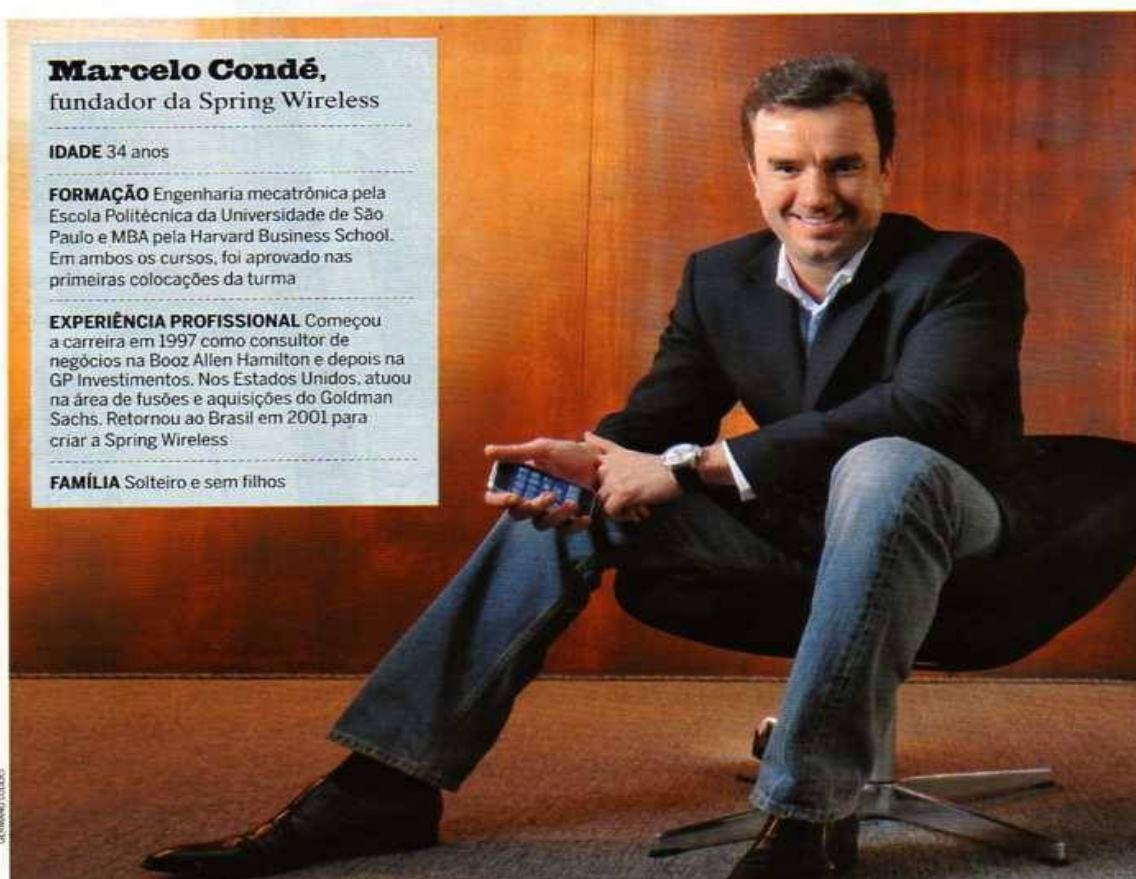 Marcelo Condé,
fundador da Spring Wireless
IDADE 34 anos
FORMAÇÃO Engenharia mecatrônica pela
Escola Politécnica da Universidade de São
Paulo e MBA pela Harvard Business School.
Em ambos os cursos, foi aprovado nas
primeiras colocações da turma
EXPERIÊNCIA PROFISSIONAL Começou
a carreira em 1997 como consultor de
negócios na Booz Allen Hamilton e depois na
GP Investimentos. Nos Estados Unidos, atuou
na área de fusões e aquisições do Goldman
Sachs. Retornou ao Brasil em 2001 para
criar a Spring Wireless
FAMÍLIA Solteiro e sem filhos